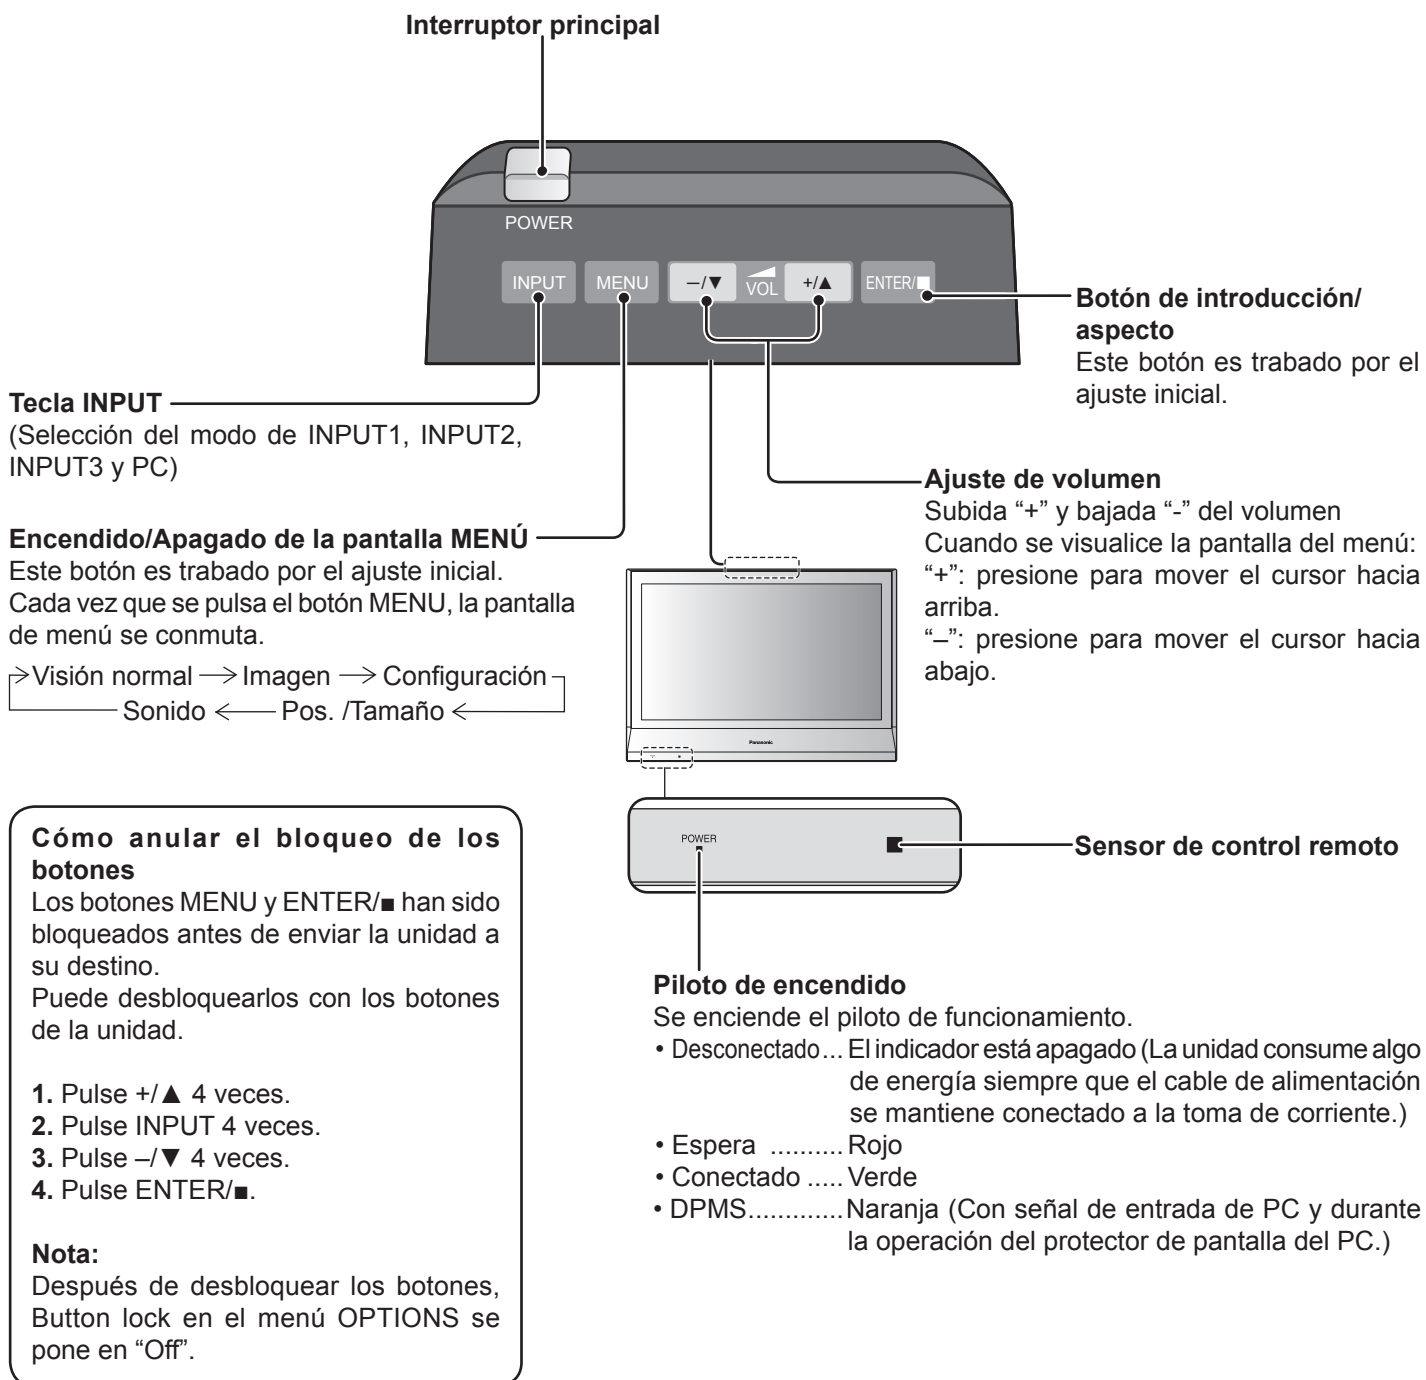 Interruptor principal
POWER
INPUT MENU –/▼ VOL +/▲ ENTER/■
Botón de introducción/
aspecto
Este botón es trabado por el
ajuste inicial.
Tecla INPUT
(Selección del modo de INPUT1, INPUT2,
INPUT3 y PC)
Ajuste de volumen
Subida “+” y bajada “-” del volumen
Cuando se visualice la pantalla del menú:
“+”: presione para mover el cursor hacia
arriba.
“–”: presione para mover el cursor hacia
abajo.
Encendido/Apagado de la pantalla MENÚ
Este botón es trabado por el ajuste inicial.
Cada vez que se pulsa el botón MENU, la pantalla
de menú se conmuta.
Visión normal → Imagen → Configuración
Sonido ← Pos. /Tamaño ←
Panasonic
POWER
Sensor de control remoto
Cómo anular el bloqueo de los
botones
Los botones MENU y ENTER/■ han sido
bloqueados antes de enviar la unidad a
su destino.
Puede desbloquearlos con los botones
de la unidad.
1. Pulse +/▲ 4 veces.
2. Pulse INPUT 4 veces.
3. Pulse –/▼ 4 veces.
4. Pulse ENTER/■.
Nota:
Después de desbloquear los botones,
Button lock en el menú OPTIONS se
pone en “Off”.
Piloto de encendido
Se enciende el piloto de funcionamiento.
• Desconectado... El indicador está apagado (La unidad consume algo
de energía siempre que el cable de alimentación
se mantiene conectado a la toma de corriente.)
• Espera .......... Rojo
• Conectado ..... Verde
• DPMS............. Naranja (Con señal de entrada de PC y durante
la operación del protector de pantalla del PC.)